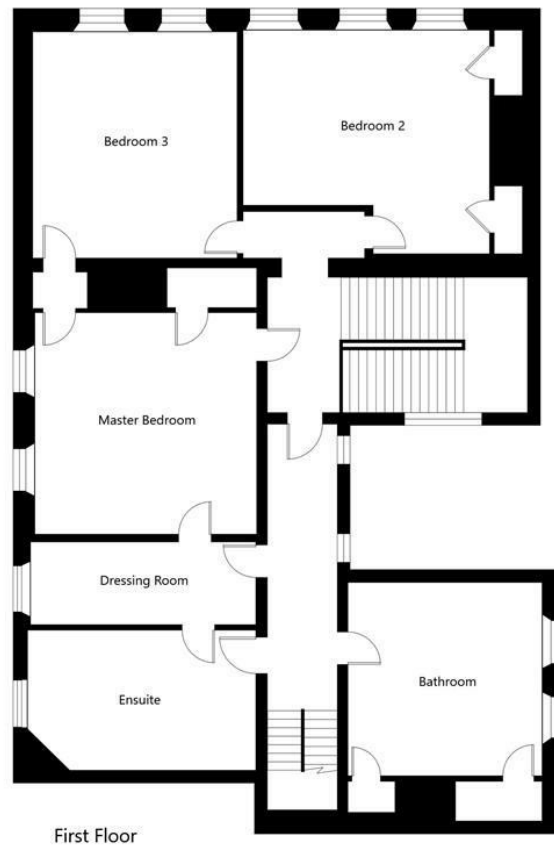 Bedroom 3
Bedroom 2
Master Bedroom
Dressing Room
Ensuite
Bathroom
First Floor